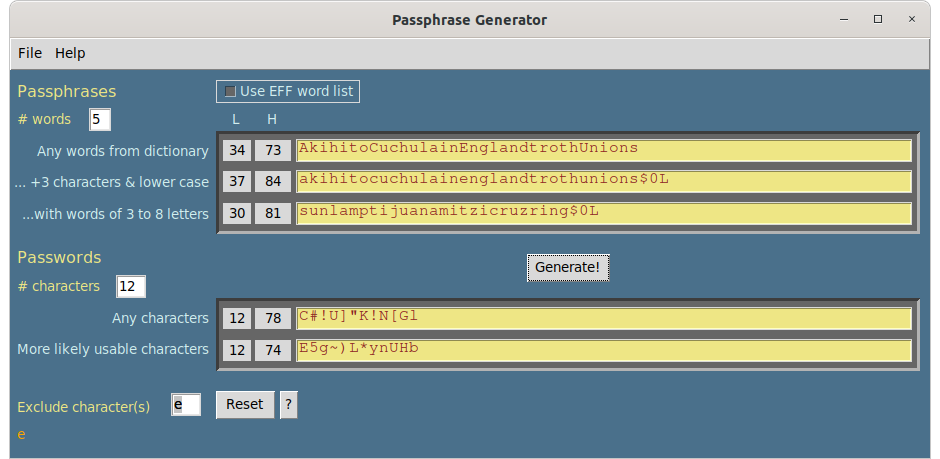 Passphrase Generator
File Help
Passphrases Use EFF word list
# words 5 L H
Any words from dictionary 34 73 AkihitoCuchulainEnglandtrothUnions
... +3 characters & lower case 37 84 akihitocuchulainenglandtrothunions$0L
...with words of 3 to 8 letters 30 81 sunlamptijuanamitzicruzring$0L
Passwords
Generate!
# characters 12
Any characters 12 78 C#!U]"K!N[Gl
More likely usable characters 12 74 E5g~)L*ynUHb
Exclude character(s) e Reset ?
e